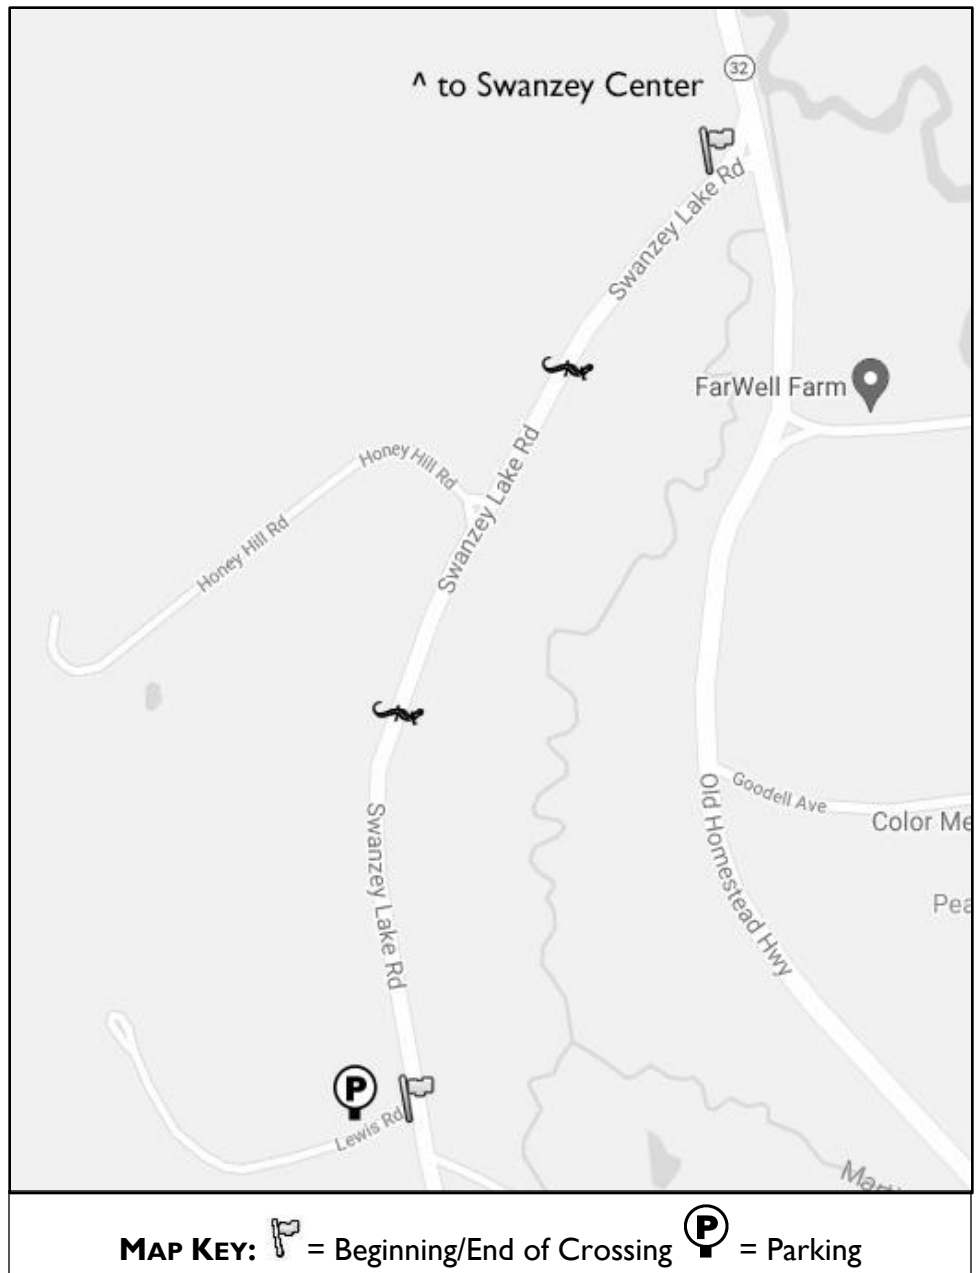 ^ to Swanzey Center
32
Swanzey Lake Rd
FarWell Farm
Swanzey Lake Rd
Honey Hill Rd
Honey Hill Rd
Goodell Ave
Color Me
Old Homestead Hwy
Swanzey Lake Rd
Pea
P
Lewis Rd
MAP KEY: = Beginning/End of Crossing P = Parking